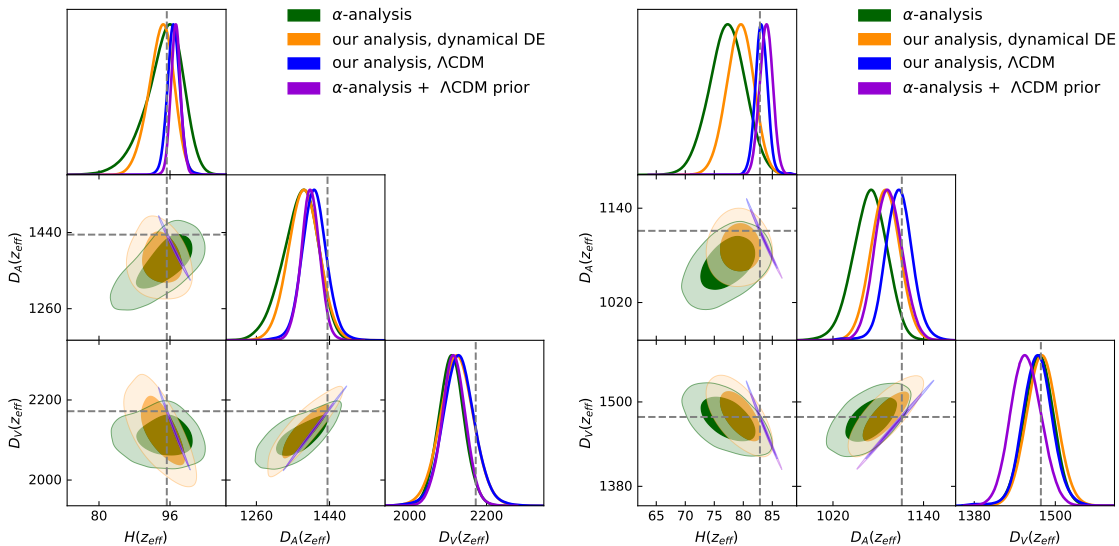 α-analysis
our analysis, dynamical DE
our analysis, ΛCDM
α-analysis + ΛCDM prior
1440
1260
D_A(z_eff)
2200
2000
D_V(z_eff)
80 96
H(z_eff)
1260 1440
D_A(z_eff)
2000 2200
D_V(z_eff)
α-analysis
our analysis, dynamical DE
our analysis, ΛCDM
α-analysis + ΛCDM prior
1140
1020
D_A(z_eff)
1500
1380
D_V(z_eff)
65 70 75 80 85
H(z_eff)
1020 1140
D_A(z_eff)
1380 1500
D_V(z_eff)